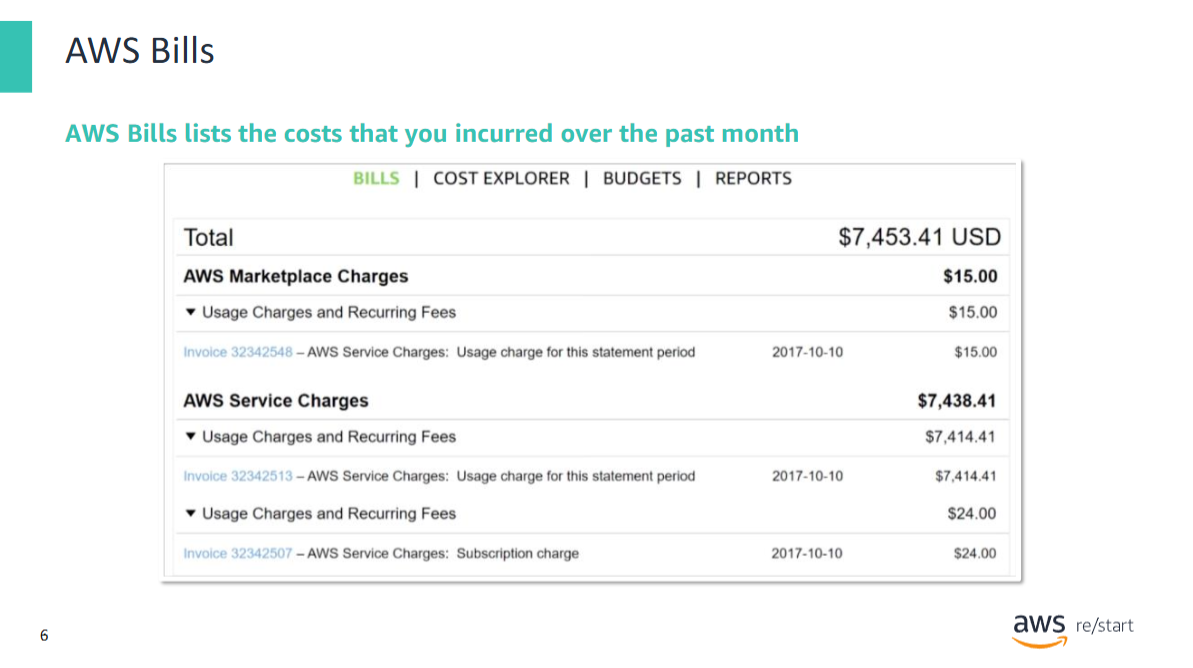 AWS Bills
AWS Bills lists the costs that you incurred over the past month
BILLS | COST EXPLORER | BUDGETS | REPORTS
Total $7,453.41 USD
AWS Marketplace Charges $15.00
▼ Usage Charges and Recurring Fees $15.00
Invoice 32342548 – AWS Service Charges: Usage charge for this statement period 2017-10-10 $15.00
AWS Service Charges $7,438.41
▼ Usage Charges and Recurring Fees $7,414.41
Invoice 32342513 – AWS Service Charges: Usage charge for this statement period 2017-10-10 $7,414.41
▼ Usage Charges and Recurring Fees $24.00
Invoice 32342507 – AWS Service Charges: Subscription charge 2017-10-10 $24.00
6
aws re/start